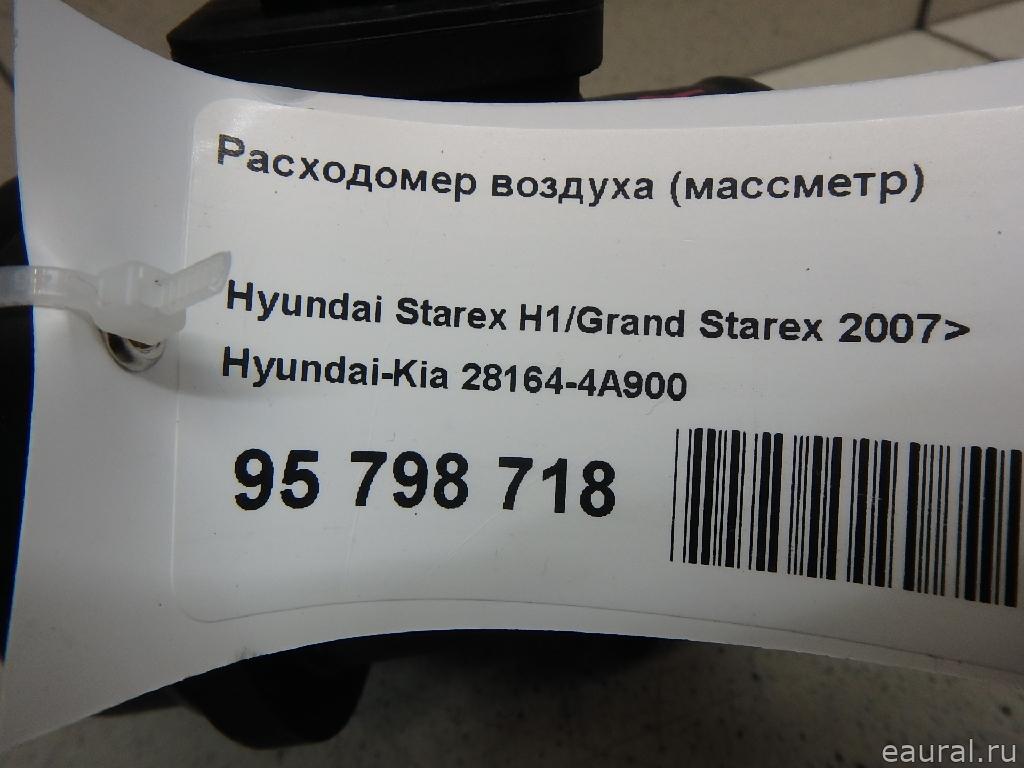 Расходомер воздуха (массметр)
Hyundai Starex H1/Grand Starex 2007>
Hyundai-Kia 28164-4A900
95 798 718
eaural.ru